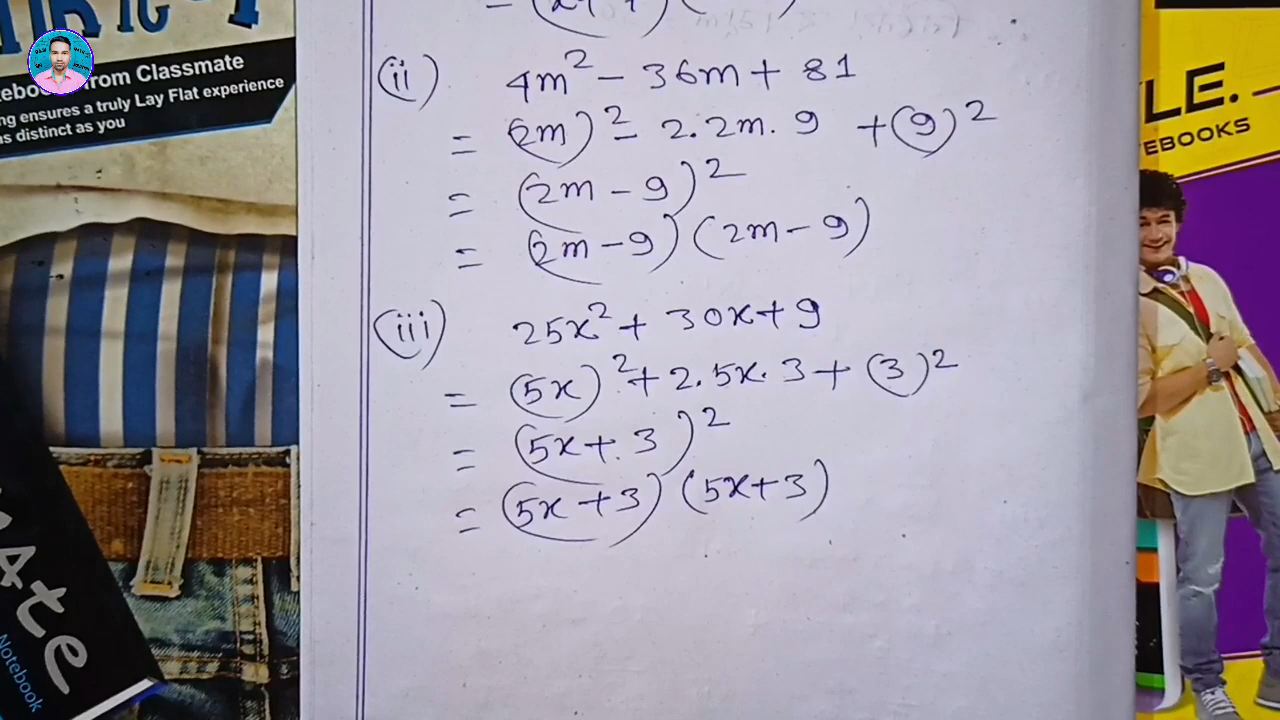 (ii) 4m² - 36m + 81
= (2m)² - 2.2m.9 + (9)²
= (2m - 9)²
= (2m - 9) (2m - 9)
(iii) 25x² + 30x + 9
= (5x)² + 2.5x.3 + (3)²
= (5x + 3)²
= (5x + 3) (5x + 3)
from Classmate
ensures a truly Lay Flat experience
distinct as you
Notebook
LE.
EBOOKS